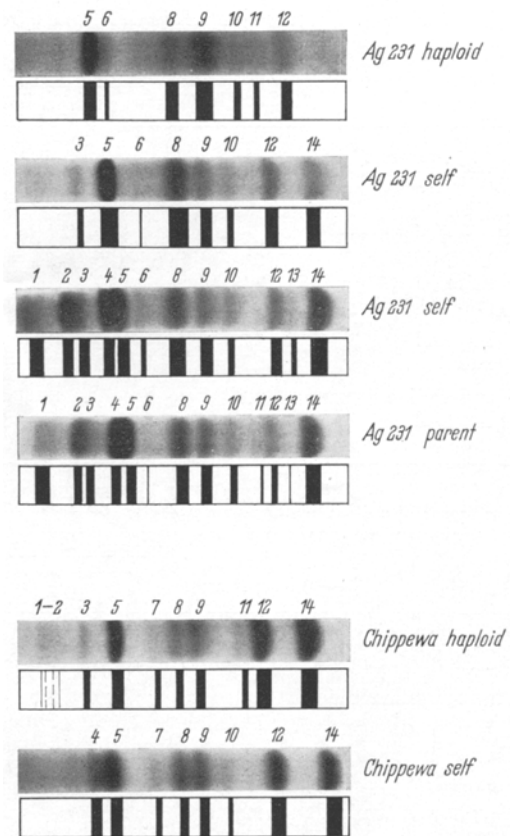 5 6 8 9 10 11 12
Ag 231 haploid
3 5 6 8 9 10 12 14
Ag 231 self
1 2 3 4 5 6 8 9 10 12 13 14
Ag 231 self
1 2 3 4 5 6 8 9 10 11 12 13 14
Ag 231 parent
1-2 3 5 7 8 9 11 12 14
Chippewa haploid
4 5 7 8 9 10 12 14
Chippewa self